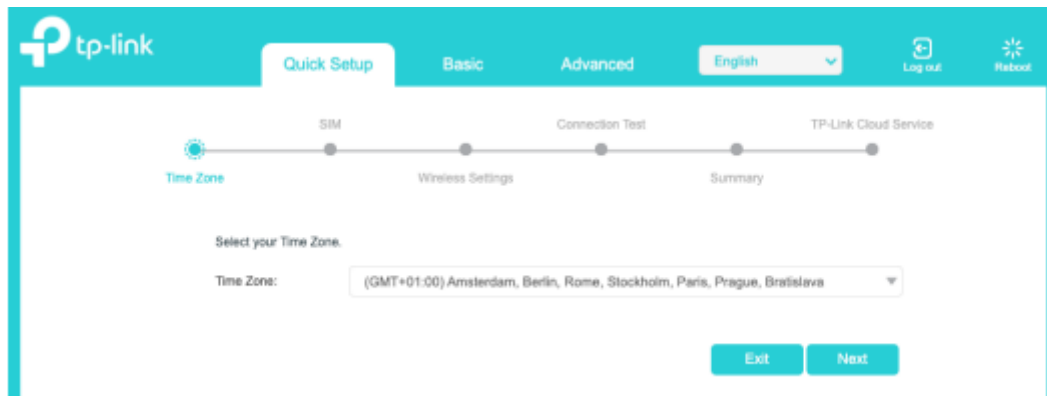 tp-link
Quick Setup Basic Advanced English Log out Reboot
SIM Connection Test TP-Link Cloud Service
Time Zone Wireless Settings Summary
Select your Time Zone.
Time Zone: (GMT+01:00) Amsterdam, Berlin, Rome, Stockholm, Paris, Prague, Bratislava
Exit Next